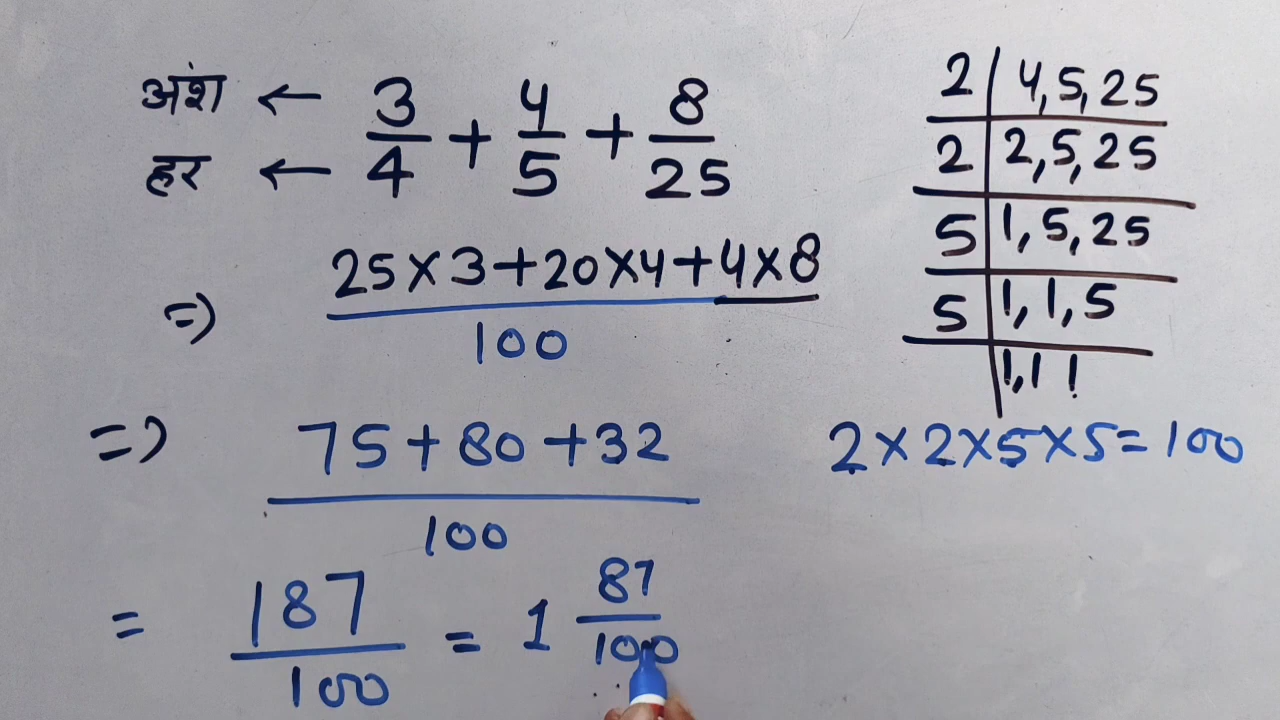 अंश ← 3/4 + 4/5 + 8/25
हर ←
=) 25×3+20×4+4×8
100
=) 75+80+32
100
= 187/100 = 1 87/100
2 | 4,5,25
2 | 2,5,25
5 | 1,5,25
5 | 1,1,5
1,1 1
2×2×5×5=100